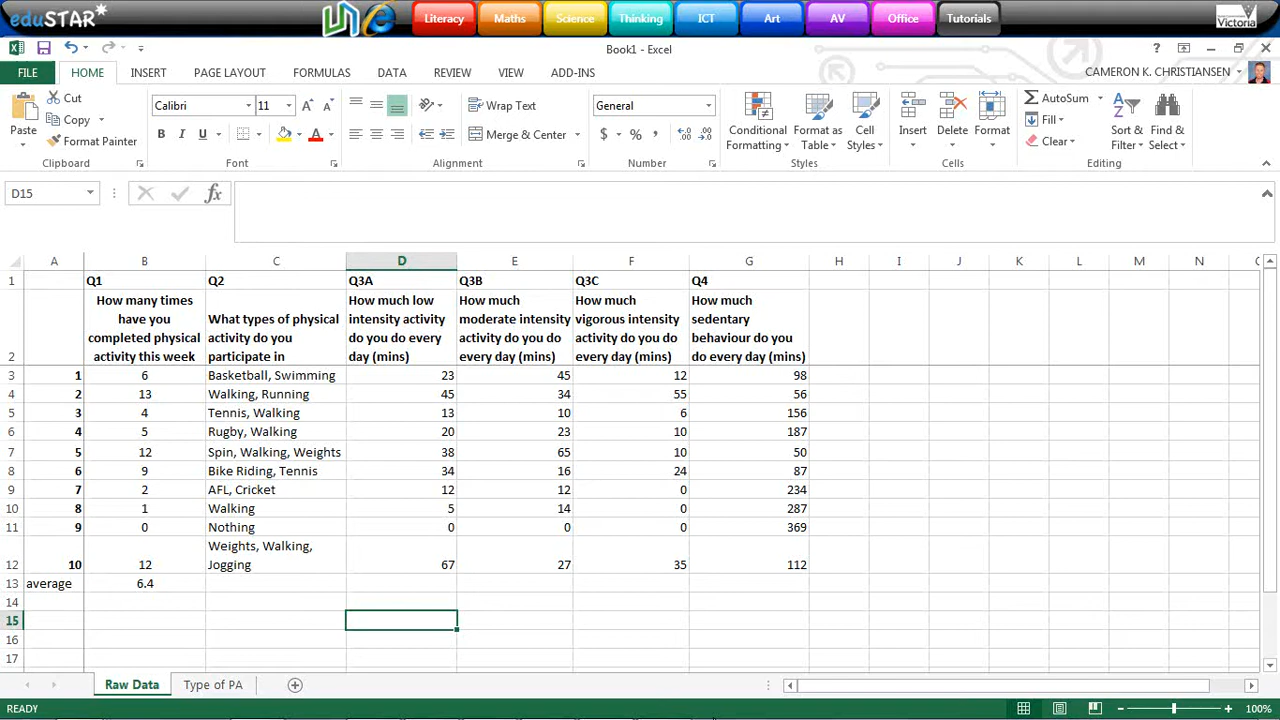 eduSTAR*
Literacy Maths Science Thinking ICT Art AV Office Tutorials
Victoria
Book1 - Excel
FILE HOME INSERT PAGE LAYOUT FORMULAS DATA REVIEW VIEW ADD-INS CAMERON K. CHRISTIANSEN
Cut
Copy
Format Painter
Paste
Clipboard
Calibri 11
B I U
Font
Wrap Text
Merge & Center
Alignment
General
$ % ,
Number
Conditional Formatting
Format as Table
Cell Styles
Styles
Insert Delete Format
Cells
AutoSum
Fill
Clear
Sort & Filter
Find & Select
Editing
D15 fx
A B C D E F G H I J K L M N
1 Q1 Q2 Q3A Q3B Q3C Q4
2 How many times have you completed physical activity this week What types of physical activity do you participate in How much low intensity activity do you do every day (mins) How much moderate intensity activity do you do every day (mins) How much vigorous intensity activity do you do every day (mins) How much sedentary behaviour do you do every day (mins)
3 1 6 Basketball, Swimming 23 45 12 98
4 2 13 Walking, Running 45 34 55 56
5 3 4 Tennis, Walking 13 10 6 156
6 4 5 Rugby, Walking 20 23 10 187
7 5 12 Spin, Walking, Weights 38 65 10 50
8 6 9 Bike Riding, Tennis 34 16 24 87
9 7 2 AFL, Cricket 12 12 0 234
10 8 1 Walking 5 14 0 287
11 9 0 Nothing 0 0 0 369
12 10 12 Weights, Walking, Jogging 67 27 35 112
13 average 6.4
14
15
16
17
Raw Data Type of PA
READY 100%